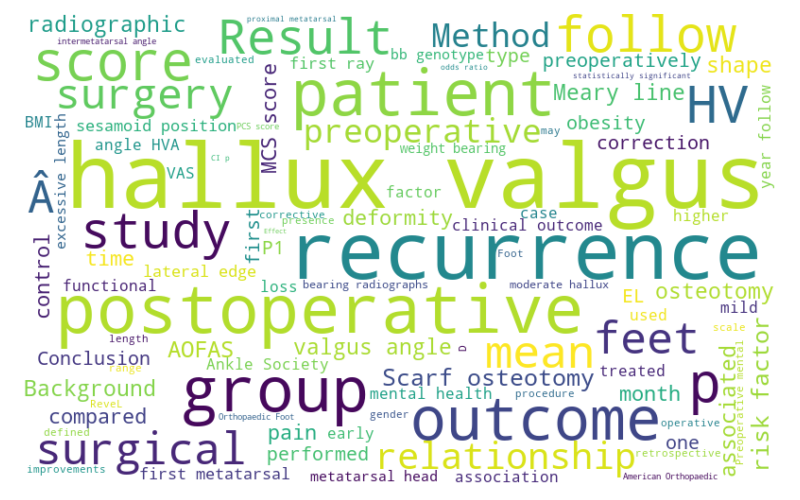 proximal metatarsal
radiographic
Result
Method
follow
intermetatarsal angle
bb genotype
type
preoperatively
score
evaluated
first ray
odds ratio
statistically significant
shape
surgery
patient
Meary line
HV
BMI
sesamoid position
PCS score
MCS score
preoperative
may
obesity
year follow
angle HVA
CI p
weight bearing
correction
excessive length
VAS
hallux valgus
Â
factor
study
first
corrective
presence
deformity
case
clinical outcome
higher
time
Effect
P1
recurrence
control
lateral edge
Foot
functional
loss
bearing radiographs
moderate hallux
EL
osteotomy
postoperative
used
mild
length
AOFAS
valgus angle
D
mean
feet
scale
Conclusion
range
Ankle Society
Scarf osteotomy
treated
p
associated
Preoperative mental
risk factor
Background
ReveL
group
mental health
procedure
month
compared
Orthopaedic Foot
gender
outcome
operative
defined
pain
early
one
surgical
performed
relationship
retrospective
improvements
first metatarsal
metatarsal head
association
American Orthopaedic